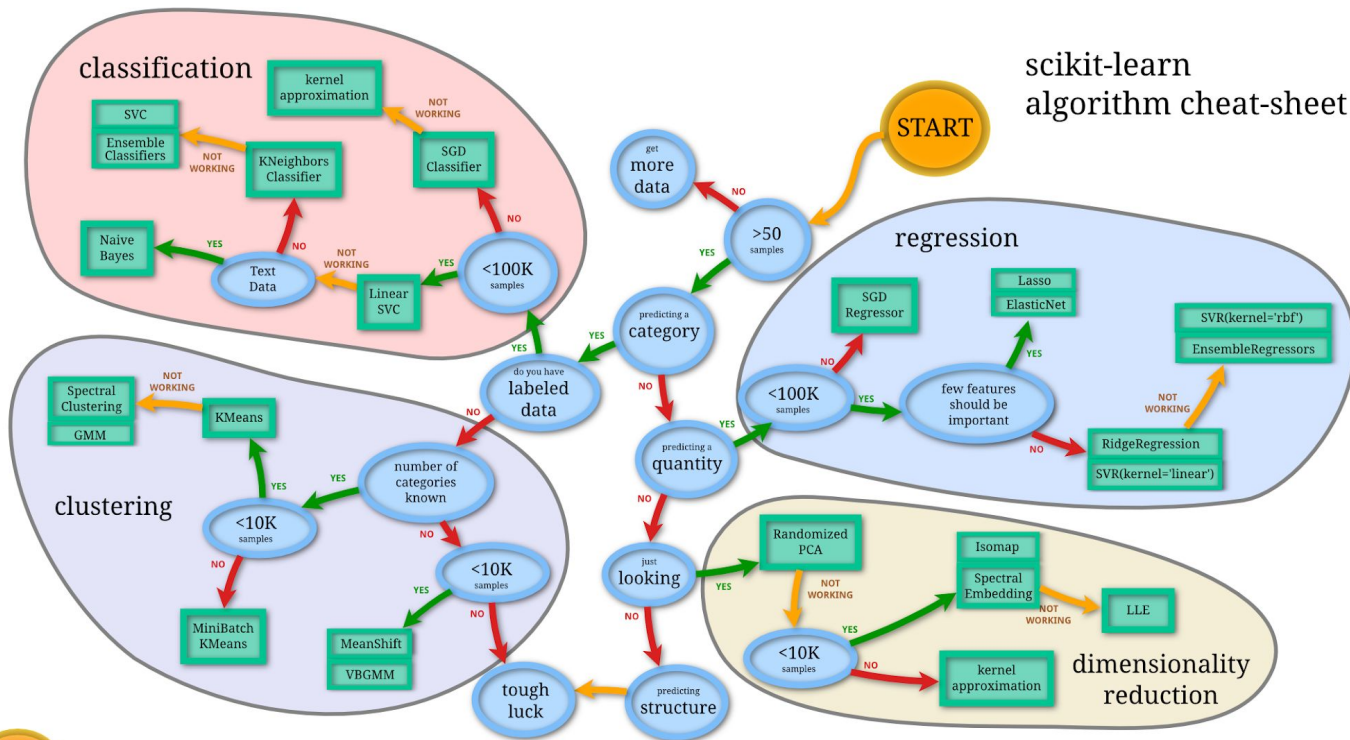 scikit-learn
algorithm cheat-sheet
START
get
more
data
NO
>50
samples
YES
predicting a
category
YES
NO
do you have
labeled
data
YES
NO
predicting a
quantity
YES
NO
just
looking
YES
NO
predicting
structure
tough
luck
classification
kernel
approximation
NOT
WORKING
SGD
Classifier
NO
<100K
samples
YES
Linear
SVC
NOT
WORKING
Text
Data
YES
NO
Naive
Bayes
KNeighbors
Classifier
NOT
WORKING
SVC
Ensemble
Classifiers
clustering
number of
categories
known
YES
NO
<10K
samples
YES
NO
KMeans
NOT
WORKING
Spectral
Clustering
GMM
MiniBatch
KMeans
<10K
samples
YES
NO
MeanShift
VBGMM
regression
<100K
samples
NO
YES
SGD
Regressor
few features
should be
important
YES
NO
Lasso
ElasticNet
RidgeRegression
SVR(kernel='linear')
NOT
WORKING
SVR(kernel='rbf')
EnsembleRegressors
dimensionality
reduction
Randomized
PCA
NOT
WORKING
<10K
samples
YES
NO
Isomap
Spectral
Embedding
NOT
WORKING
LLE
kernel
approximation